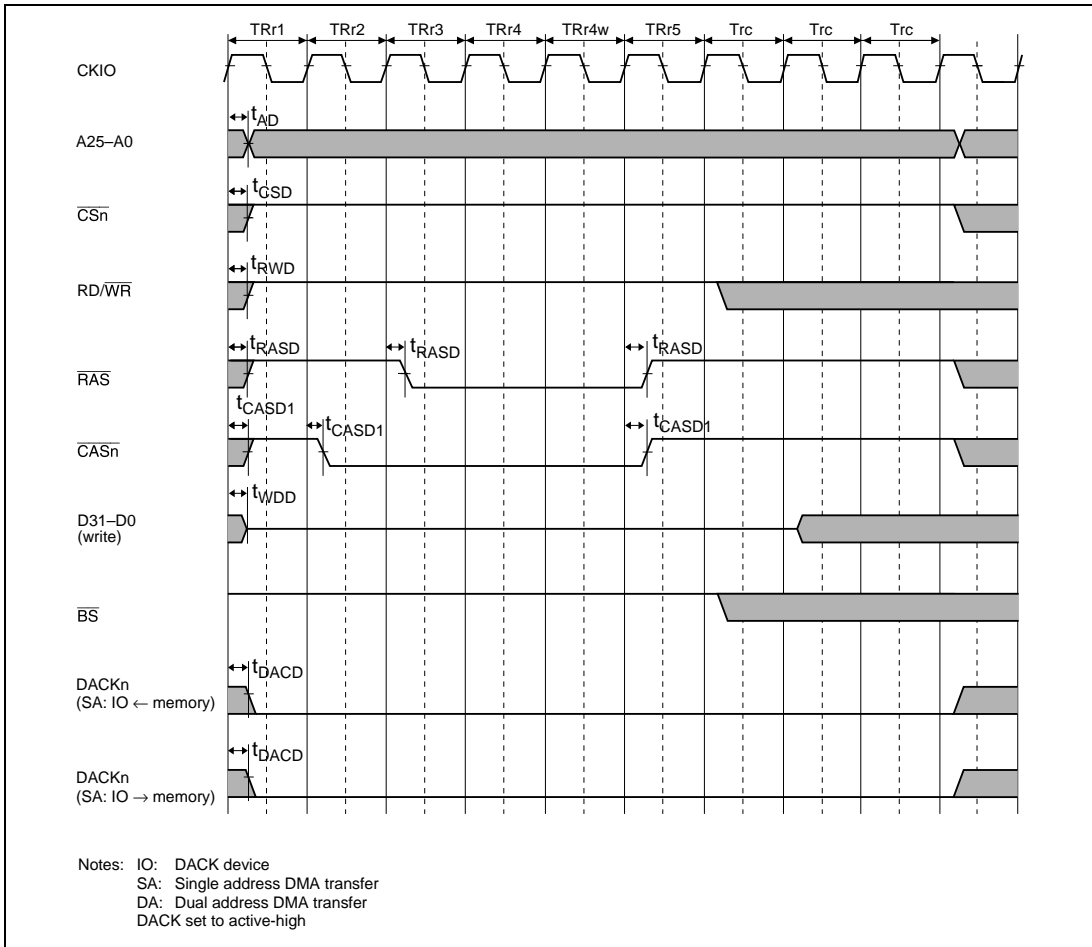 TRr1 TRr2 TRr3 TRr4 TRr4w TRr5 Trc Trc Trc
CKIO
tAD
A25–A0
tCSD
CSn
tRWD
RD/WR
tRASD tRASD tRASD
RAS
tCASD1 tCASD1 tCASD1
CASn
tWDD
D31–D0
(write)
BS
tDACD
DACKn
(SA: IO ← memory)
tDACD
DACKn
(SA: IO → memory)
Notes: IO: DACK device
SA: Single address DMA transfer
DA: Dual address DMA transfer
DACK set to active-high